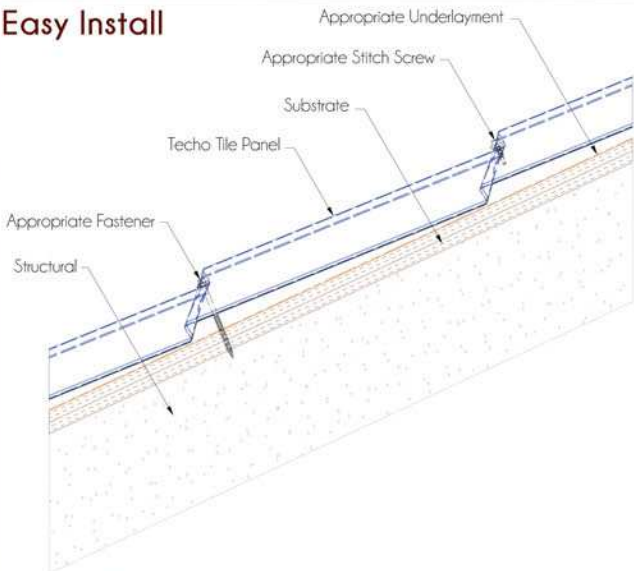 Easy Install
Appropriate Underlayment
Appropriate Stitch Screw
Substrate
Techo Tile Panel
Appropriate Fastener
Structural